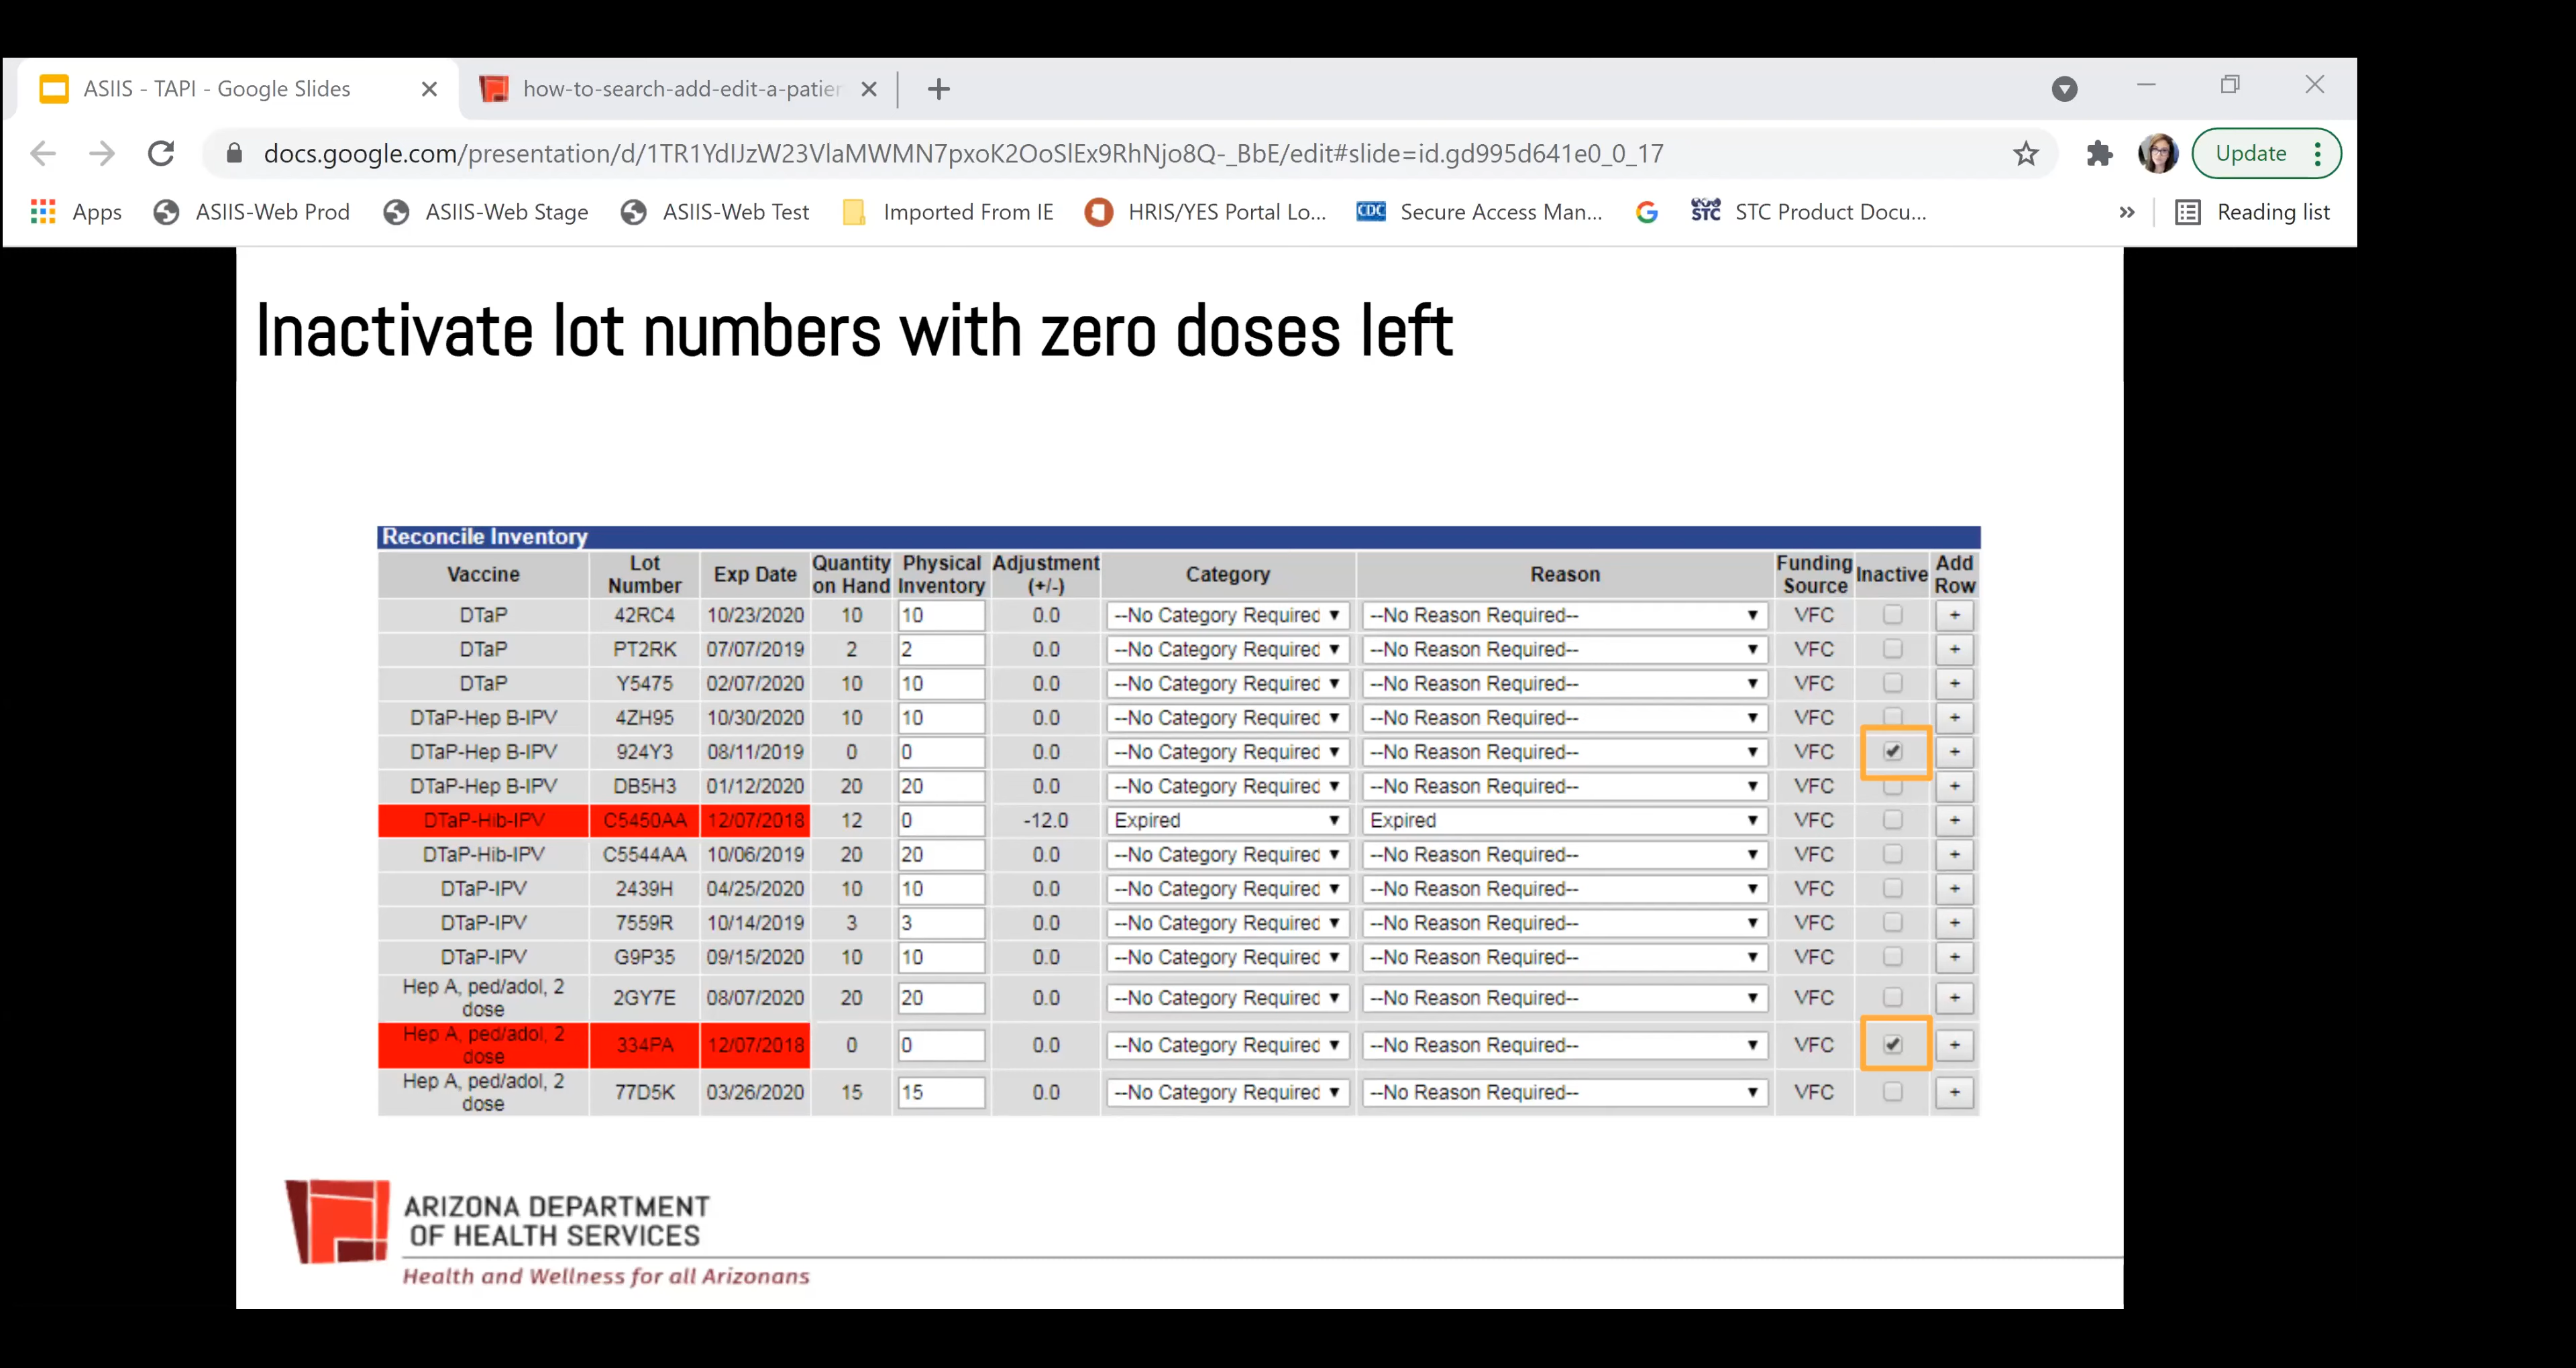 ASIIS - TAPI - Google Slides
how-to-search-add-edit-a-patien
docs.google.com/presentation/d/1TR1YdIJzW23VlaMWMN7pxoK2OoSlEx9RhNjo8Q-_BbE/edit#slide=id.gd995d641e0_0_17
Update
Apps ASIIS-Web Prod ASIIS-Web Stage ASIIS-Web Test Imported From IE HRIS/YES Portal Lo... CDC Secure Access Man... STC STC Product Docu... » Reading list
Inactivate lot numbers with zero doses left
Reconcile Inventory
Vaccine Lot Number Exp Date Quantity on Hand Physical Inventory Adjustment (+/-) Category Reason Funding Source Inactive Add Row
DTaP 42RC4 10/23/2020 10 10 0.0 --No Category Required --No Reason Required-- VFC +
DTaP PT2RK 07/07/2019 2 2 0.0 --No Category Required --No Reason Required-- VFC +
DTaP Y5475 02/07/2020 10 10 0.0 --No Category Required --No Reason Required-- VFC +
DTaP-Hep B-IPV 4ZH95 10/30/2020 10 10 0.0 --No Category Required --No Reason Required-- VFC +
DTaP-Hep B-IPV 924Y3 08/11/2019 0 0 0.0 --No Category Required --No Reason Required-- VFC +
DTaP-Hep B-IPV DB5H3 01/12/2020 20 20 0.0 --No Category Required --No Reason Required-- VFC +
DTaP-Hib-IPV C5450AA 12/07/2018 12 0 -12.0 Expired Expired VFC +
DTaP-Hib-IPV C5544AA 10/06/2019 20 20 0.0 --No Category Required --No Reason Required-- VFC +
DTaP-IPV 2439H 04/25/2020 10 10 0.0 --No Category Required --No Reason Required-- VFC +
DTaP-IPV 7559R 10/14/2019 3 3 0.0 --No Category Required --No Reason Required-- VFC +
DTaP-IPV G9P35 09/15/2020 10 10 0.0 --No Category Required --No Reason Required-- VFC +
Hep A, ped/adol, 2 dose 2GY7E 08/07/2020 20 20 0.0 --No Category Required --No Reason Required-- VFC +
Hep A, ped/adol, 2 dose 334PA 12/07/2018 0 0 0.0 --No Category Required --No Reason Required-- VFC +
Hep A, ped/adol, 2 dose 77D5K 03/26/2020 15 15 0.0 --No Category Required --No Reason Required-- VFC +
ARIZONA DEPARTMENT
OF HEALTH SERVICES
Health and Wellness for all Arizonans